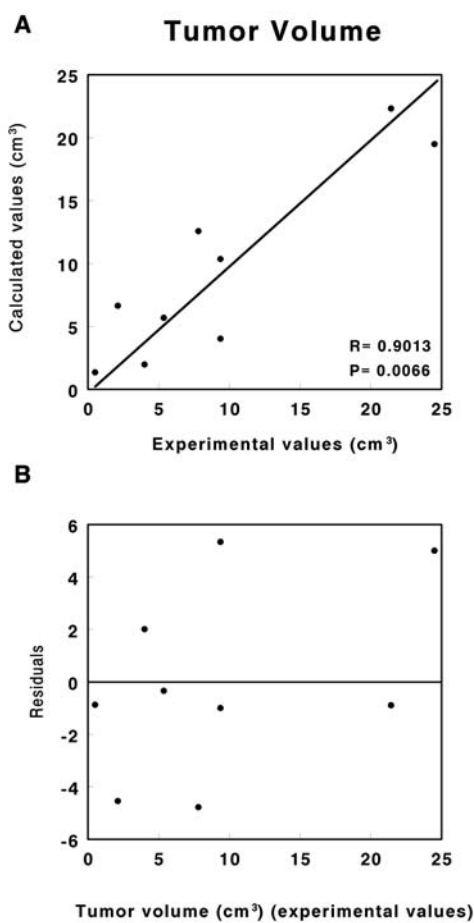 A
Tumor Volume
Calculated values (cm³)
25
20
15
10
5
0
R= 0.9013
P= 0.0066
0 5 10 15 20 25
Experimental values (cm³)
B
Residuals
6
4
2
0
-2
-4
-6
0 5 10 15 20 25
Tumor volume (cm³) (experimental values)